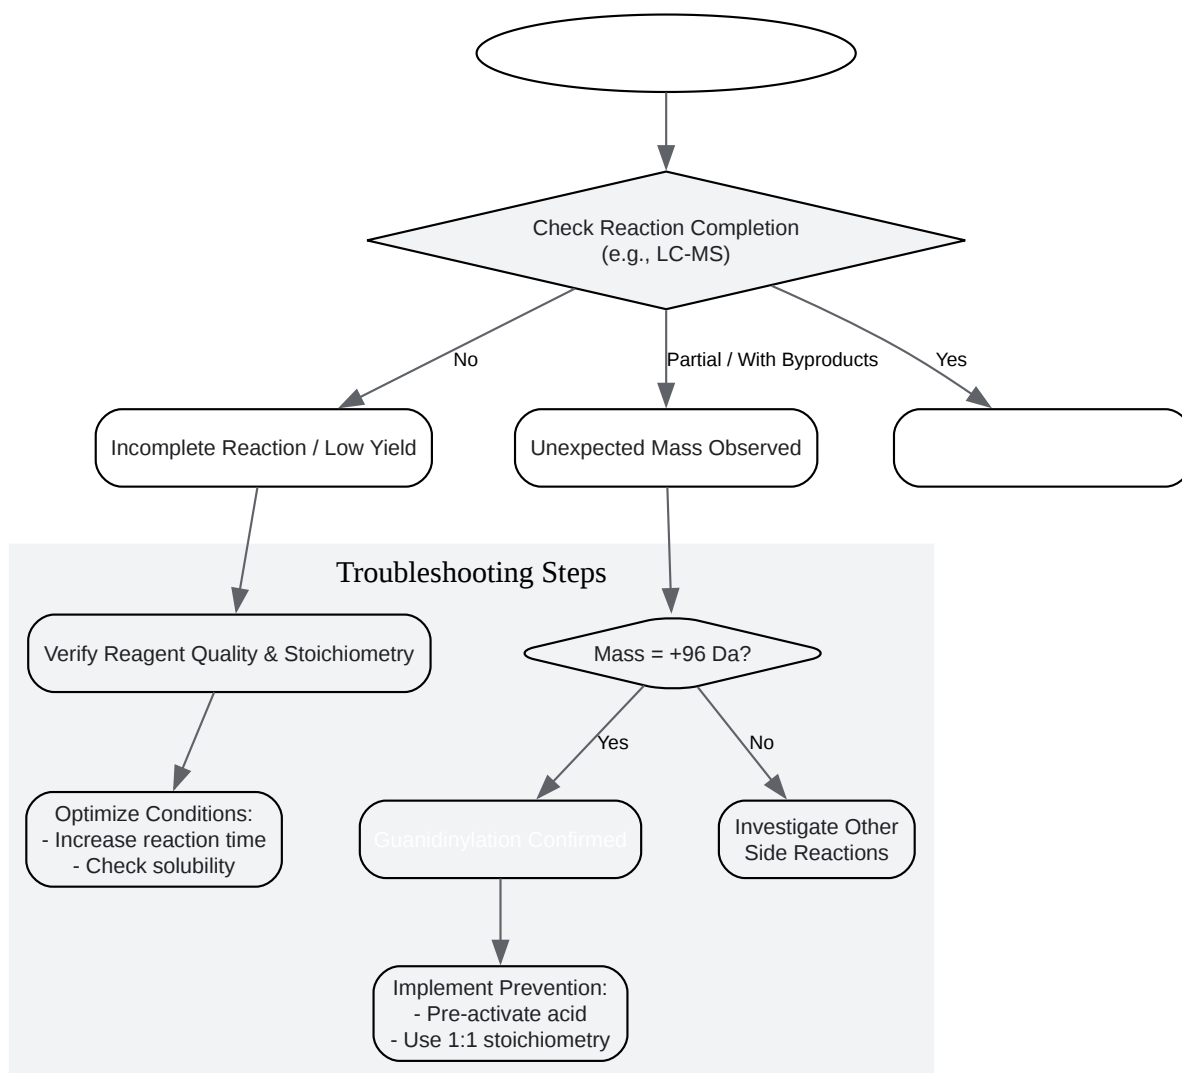 Check Reaction Completion
(e.g., LC-MS)
No
Partial / With Byproducts
Yes
Incomplete Reaction / Low Yield
Unexpected Mass Observed
Troubleshooting Steps
Verify Reagent Quality & Stoichiometry
Mass = +96 Da?
Yes
No
Optimize Conditions:
- Increase reaction time
- Check solubility
Guanidinylation Confirmed
Investigate Other
Side Reactions
Implement Prevention:
- Pre-activate acid
- Use 1:1 stoichiometry